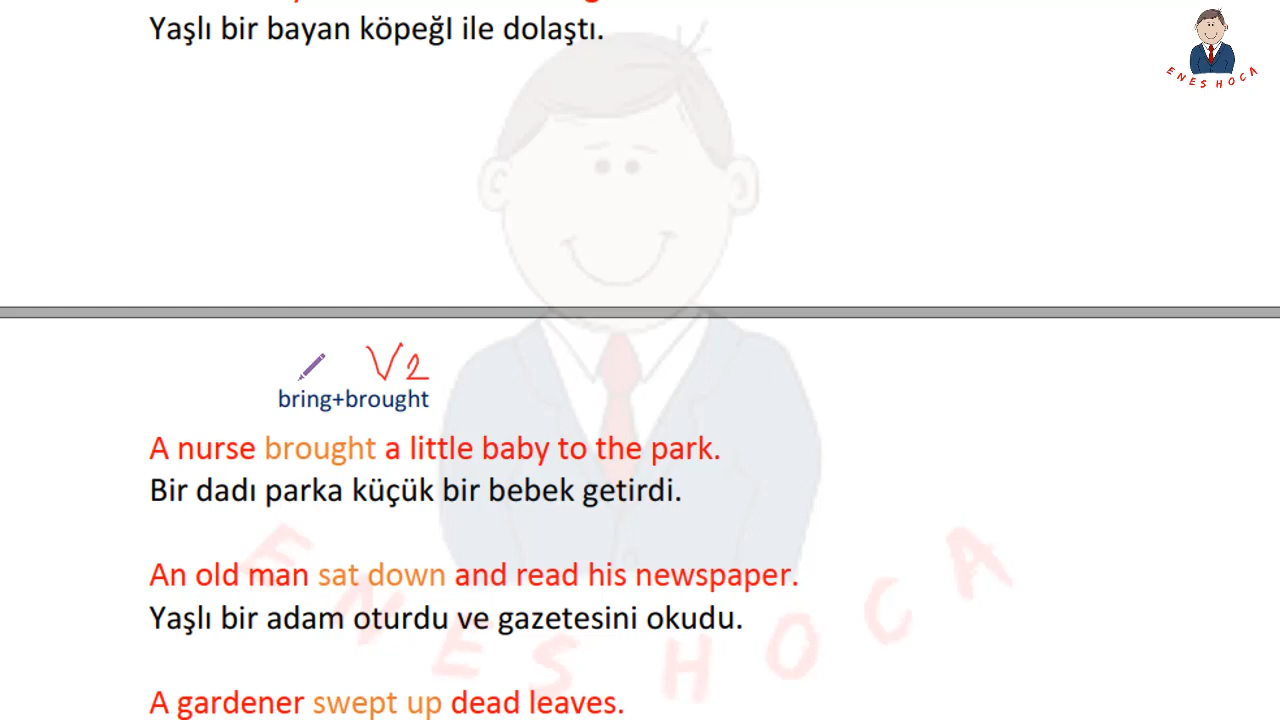 Yaşlı bir bayan köpeğI ile dolaştı.
ENES HOCA
V2
bring+brought
A nurse brought a little baby to the park.
Bir dadı parka küçük bir bebek getirdi.
An old man sat down and read his newspaper.
Yaşlı bir adam oturdu ve gazetesini okudu.
A gardener swept up dead leaves.
ENES HOCA